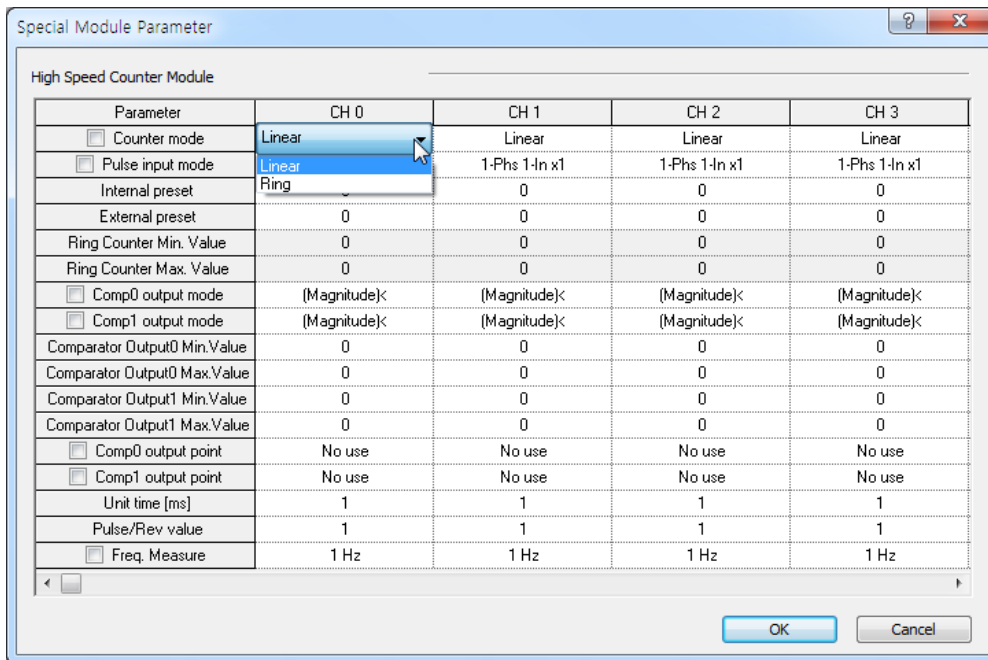 Special Module Parameter
High Speed Counter Module
Parameter CH 0 CH 1 CH 2 CH 3
Counter mode Linear Linear Linear Linear
Pulse input mode Linear 1-Phs 1-In x1 1-Phs 1-In x1 1-Phs 1-In x1
Ring
Internal preset 0 0 0
External preset 0 0 0 0
Ring Counter Min. Value 0 0 0 0
Ring Counter Max. Value 0 0 0 0
Comp0 output mode (Magnitude)< (Magnitude)< (Magnitude)< (Magnitude)<
Comp1 output mode (Magnitude)< (Magnitude)< (Magnitude)< (Magnitude)<
Comparator Output0 Min.Value 0 0 0 0
Comparator Output0 Max.Value 0 0 0 0
Comparator Output1 Min.Value 0 0 0 0
Comparator Output1 Max.Value 0 0 0 0
Comp0 output point No use No use No use No use
Comp1 output point No use No use No use No use
Unit time [ms] 1 1 1 1
Pulse/Rev value 1 1 1 1
Freq. Measure 1 Hz 1 Hz 1 Hz 1 Hz
OK Cancel